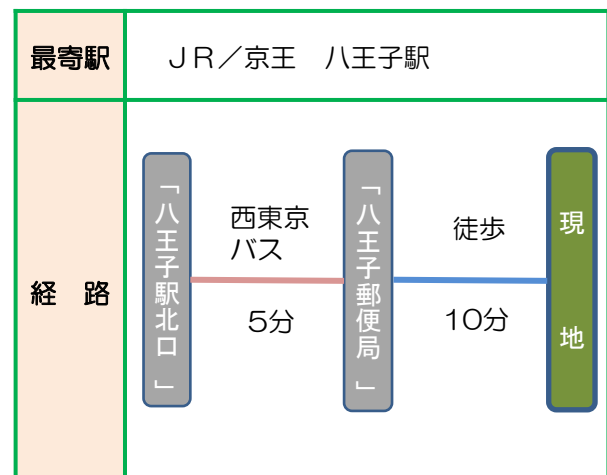 最寄駅
JR／京王　八王子駅
経　路
「八王子駅北口」
西東京
バス
5分
「八王子郵便局」
徒歩
10分
現　地